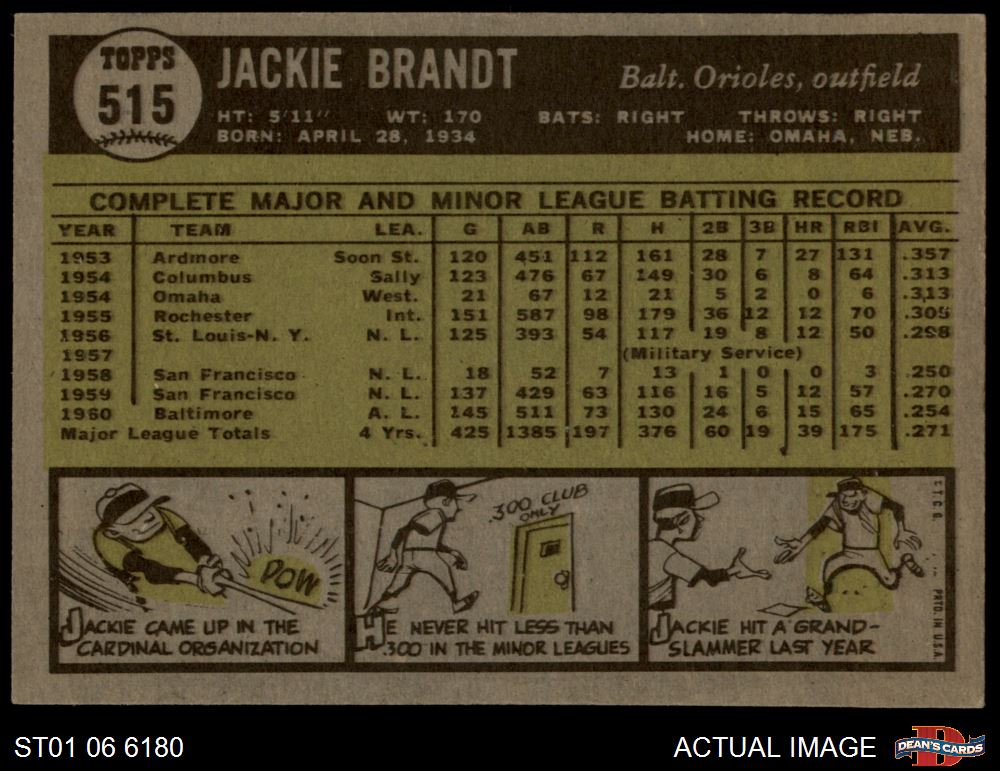 TOPPS
515
JACKIE BRANDT
Balt. Orioles, outfield
HT: 5'11" WT: 170 BATS: RIGHT THROWS: RIGHT
BORN: APRIL 28, 1934 HOME: OMAHA, NEB.
COMPLETE MAJOR AND MINOR LEAGUE BATTING RECORD
YEAR TEAM LEA. G AB R H 2B 3B HR RBI AVG.
1953 Ardmore Soon St. 120 451 112 161 28 7 27 131 .357
1954 Columbus Sally 123 476 67 149 30 6 8 64 .313
1954 Omaha West. 21 67 12 21 5 2 0 6 .313
1955 Rochester Int. 151 587 98 179 36 12 12 70 .305
1956 St. Louis-N. Y. N. L. 125 393 54 117 19 8 12 50 .298
1957 (Military Service)
1958 San Francisco N. L. 18 52 7 13 1 0 0 3 .250
1959 San Francisco N. L. 137 429 63 116 16 5 12 57 .270
1960 Baltimore A. L. 145 511 73 130 24 6 15 65 .254
Major League Totals 4 Yrs. 425 1385 197 376 60 19 39 175 .271
POW
JACKIE CAME UP IN THE
CARDINAL ORGANIZATION
.300 CLUB
ONLY
HE NEVER HIT LESS THAN
.300 IN THE MINOR LEAGUES
JACKIE HIT A GRAND-
SLAMMER LAST YEAR
©T.C.G. PRTD. IN U.S.A.
ST01 06 6180
ACTUAL IMAGE
DEAN'S CARDS